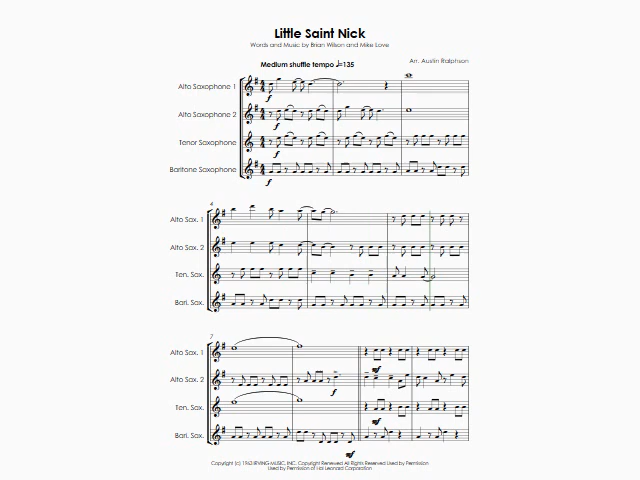 Little Saint Nick
Words and Music by Brian Wilson and Mike Love
Arr. Austin Ralphson
Medium shuffle tempo ♩=135
Alto Saxophone 1
f
Alto Saxophone 2
f
Tenor Saxophone
f
Baritone Saxophone
f
4
Alto Sax. 1
Alto Sax. 2
Ten. Sax.
Bari. Sax.
7
Alto Sax. 1
mf
Alto Sax. 2
f
Ten. Sax.
mf
Bari. Sax.
mf
Copyright (c) 1963 IRVING MUSIC, INC. Copyright Renewed All Rights Used by Permission
Used by Permission of Hal Leonard Corporation